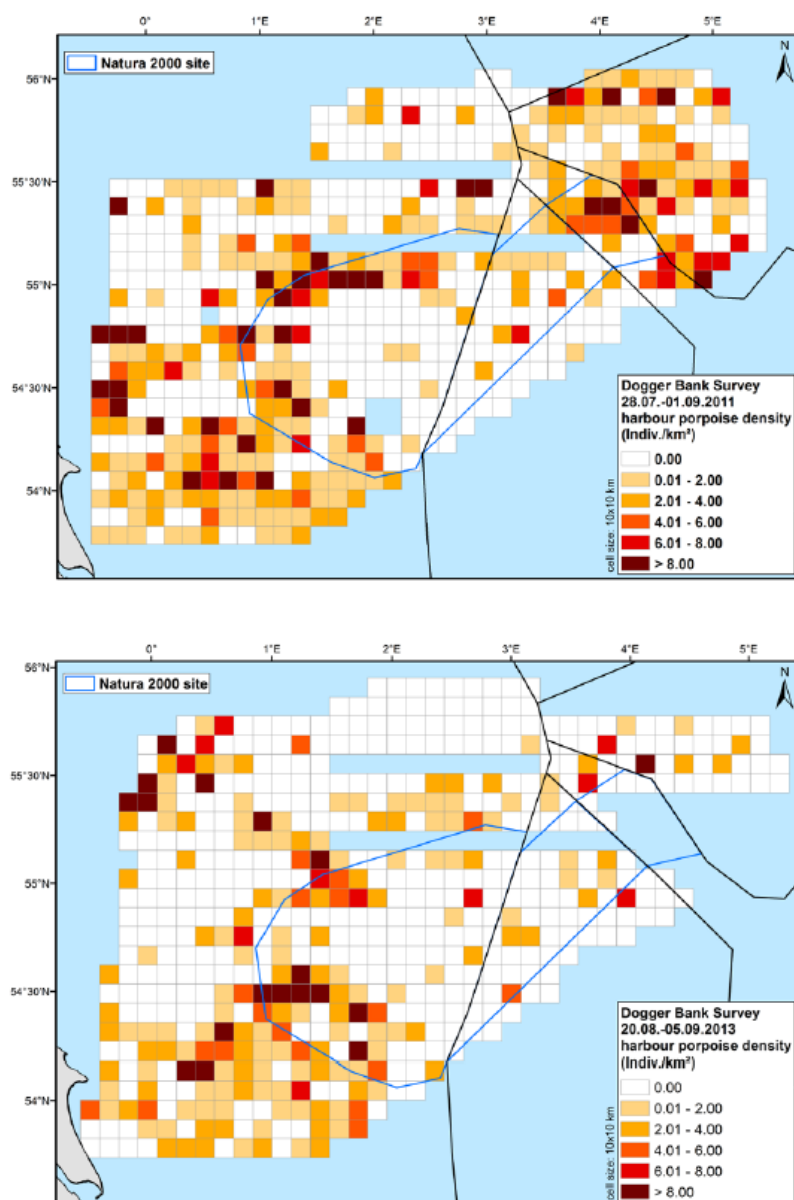 0° 1°E 2°E 3°E 4°E 5°E
Natura 2000 site
N
56°N
55°30'N
55°N
54°30'N
54°N
Dogger Bank Survey
28.07.-01.09.2011
harbour porpoise density
(Indiv./km²)
0.00
0.01 - 2.00
2.01 - 4.00
4.01 - 6.00
6.01 - 8.00
> 8.00
cell size: 10x10 km
0° 1°E 2°E 3°E 4°E 5°E
56°N
Natura 2000 site
N
55°30'N
55°N
54°30'N
54°N
Dogger Bank Survey
20.08.-05.09.2013
harbour porpoise density
(Indiv./km²)
0.00
0.01 - 2.00
2.01 - 4.00
4.01 - 6.00
6.01 - 8.00
> 8.00
cell size: 10x10 km